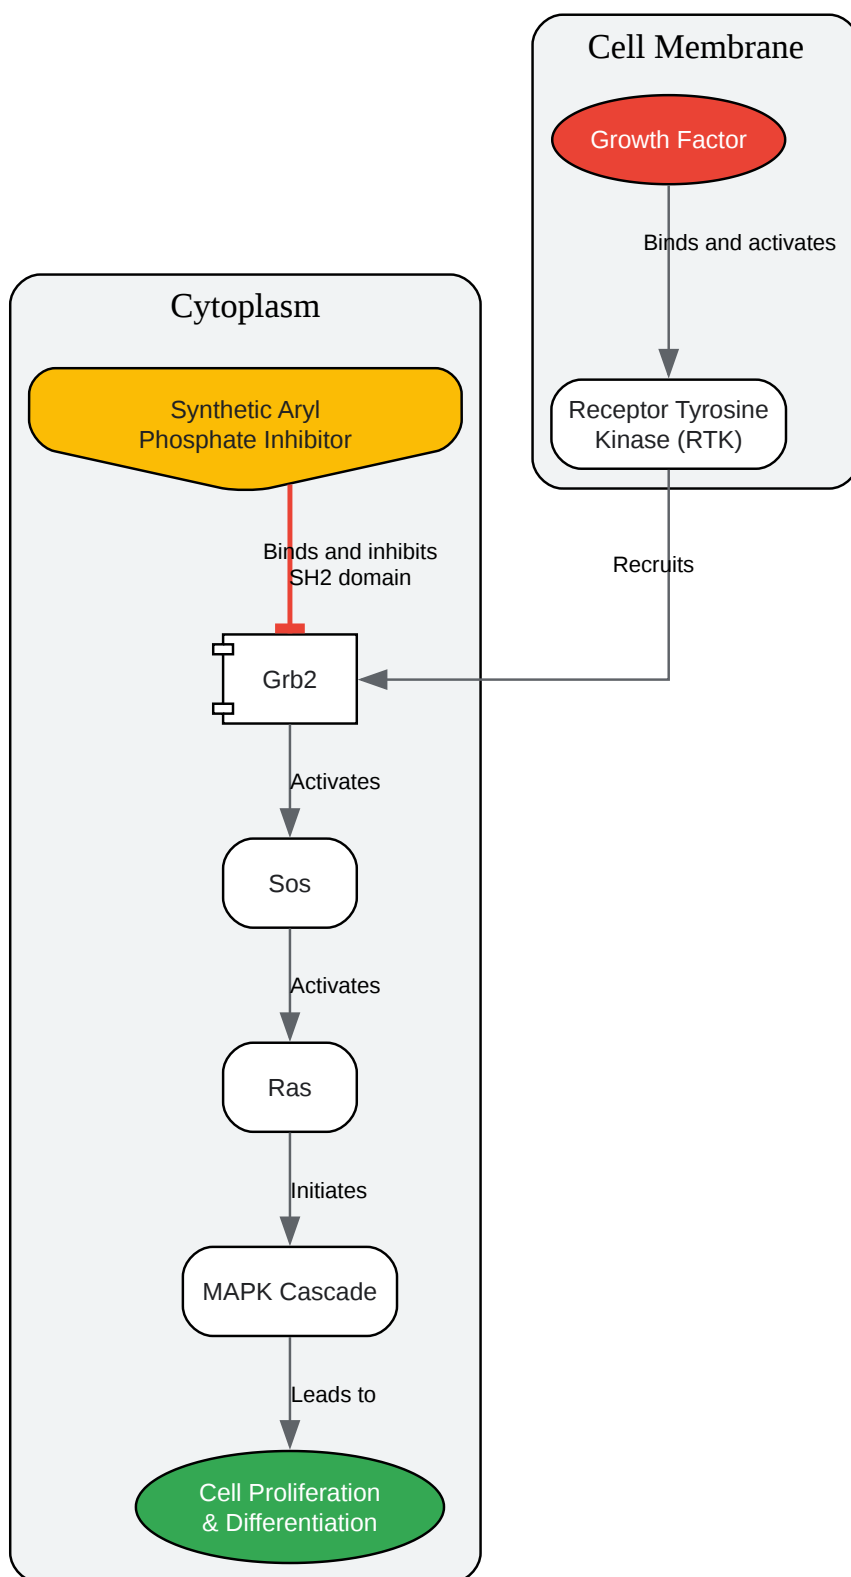 Cell Membrane
Growth Factor
Binds and activates
Receptor Tyrosine
Kinase (RTK)
Recruits
Cytoplasm
Synthetic Aryl
Phosphate Inhibitor
Binds and inhibits
SH2 domain
Grb2
Activates
Sos
Activates
Ras
Initiates
MAPK Cascade
Leads to
Cell Proliferation
& Differentiation